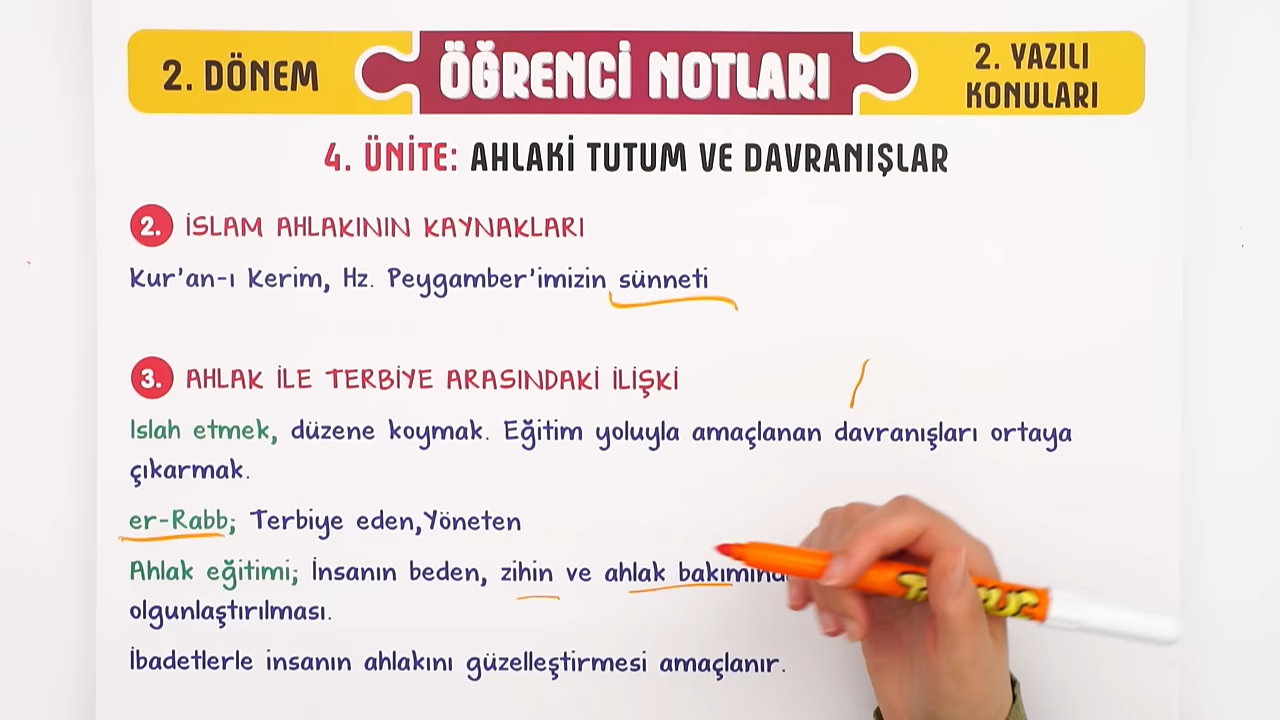 2. DÖNEM
ÖĞRENCİ NOTLARI
2. YAZILI
KONULARI
4. ÜNİTE: AHLAKİ TUTUM VE DAVRANIŞLAR
2. İSLAM AHLAKININ KAYNAKLARI
Kur'an-ı Kerim, Hz. Peygamber'imizin sünneti
3. AHLAK İLE TERBİYE ARASINDAKİ İLİŞKİ
Islah etmek, düzene koymak. Eğitim yoluyla amaçlanan davranışları ortaya
çıkarmak.
er-Rabb; Terbiye eden,Yöneten
Ahlak eğitimi; İnsanın beden, zihin ve ahlak
olgunlaştırılması.
İbadetlerle insanın ahlakını güzelleştirmesi amaçlanır.